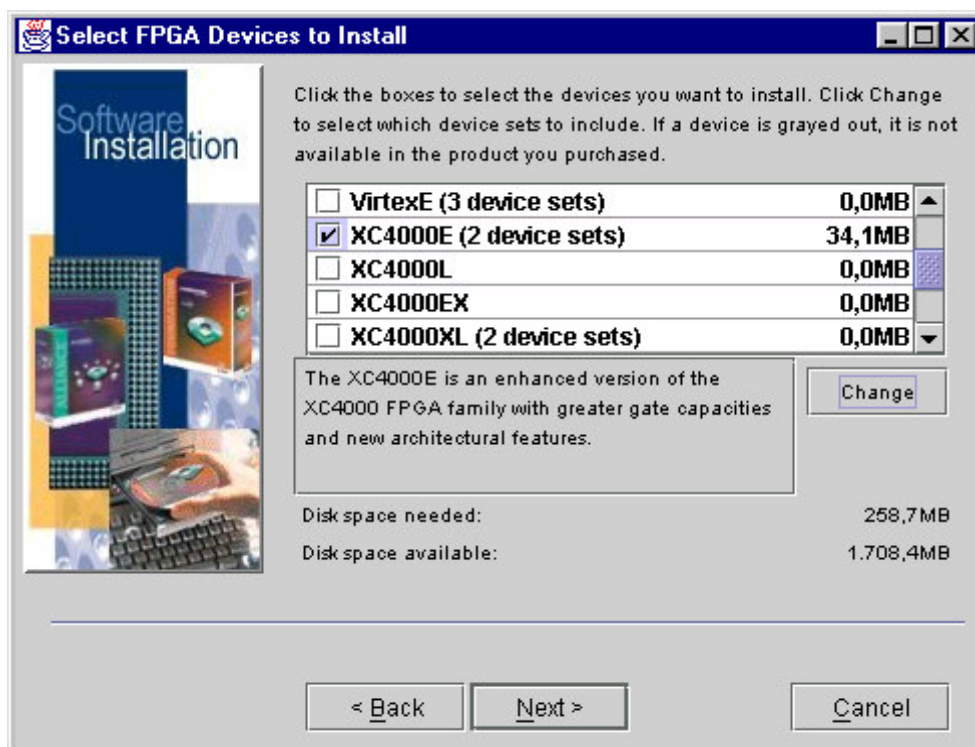 Select FPGA Devices to Install
Software
Installation
Click the boxes to select the devices you want to install. Click Change
to select which device sets to include. If a device is grayed out, it is not
available in the product you purchased.
VirtexE (3 device sets) 0,0MB
XC4000E (2 device sets) 34,1MB
XC4000L 0,0MB
XC4000EX 0,0MB
XC4000XL (2 device sets) 0,0MB
The XC4000E is an enhanced version of the
XC4000 FPGA family with greater gate capacities
and new architectural features.
Change
Disk space needed: 258,7MB
Disk space available: 1.708,4MB
ALLIANCE
< Back
Next >
Cancel